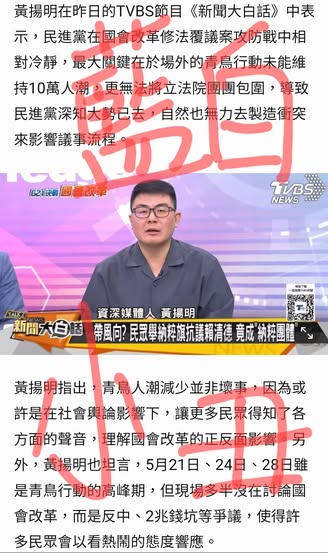 黃揚明在昨日的TVBS節目《新聞大白話》中表
示，民進黨在國會改革修法覆議案攻防戰中相
對冷靜，最大關鍵在於場外的青鳥行動未能維
持10萬人潮，更無法將立法院團團包圍，導致
民進黨深知大勢已去，自然也無力去製造衝突
來影響議事流程。
藍白
621決戰 國會改革
TVBS
NEWS
資深媒體人 黃揚明
新聞大白話
帶風向? 民眾舉納粹旗抗議賴清德 竟成"納粹團體"
小丑
黃揚明指出，青鳥人潮減少並非壞事，因為或
許是在社會輿論影響下，讓更多民眾得知了各
方面的聲音，理解國會改革的正反面影響。另
外，黃揚明也坦言，5月21日、24日、28日雖
是青鳥行動的高峰期，但現場多半沒在討論國
會改革，而是反中、2兆錢坑等爭議，使得許
多民眾會以看熱鬧的態度響應。